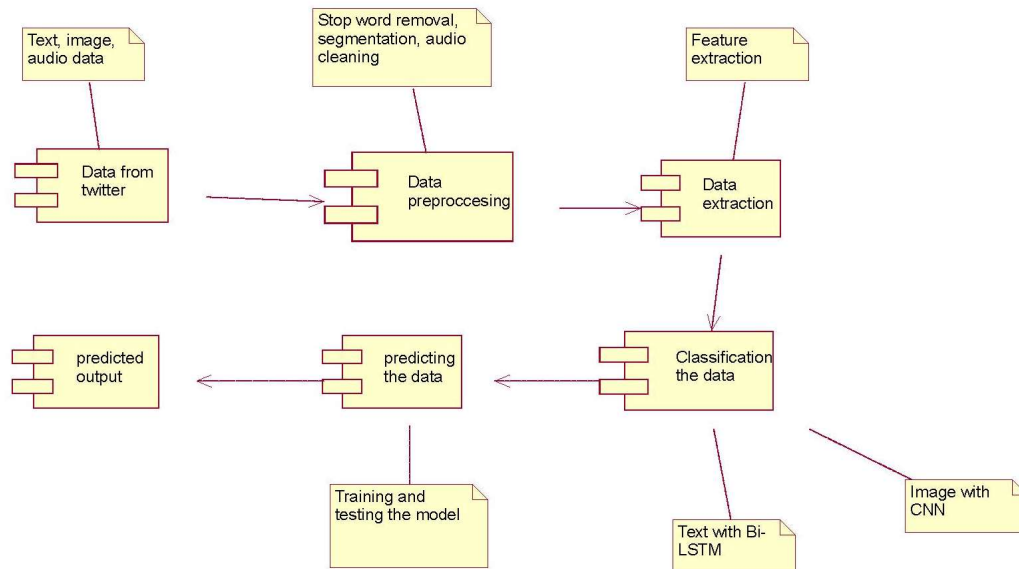 Text, image,
audio data
Stop word removal,
segmentation, audio
cleaning
Feature
extraction
Data from
twitter
Data
preproccesing
Data
extraction
predicted
output
predicting
the data
Classification
the data
Training and
testing the model
Text with Bi-
LSTM
Image with
CNN